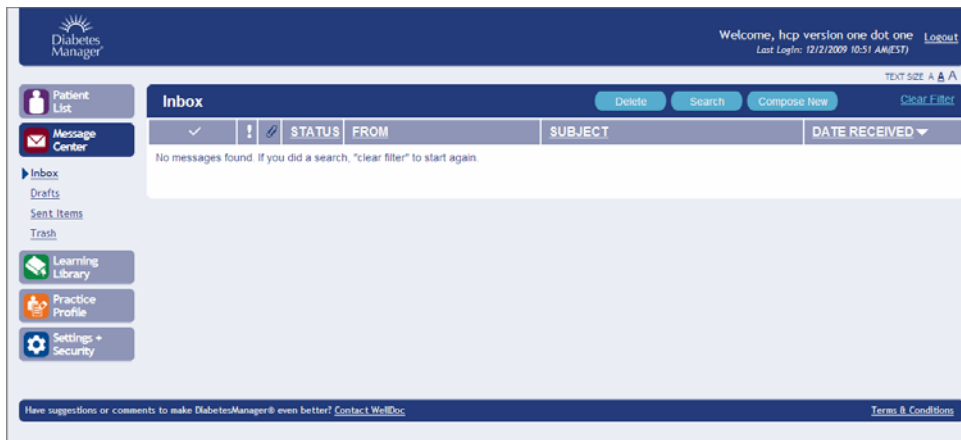 Diabetes
Manager®
Welcome, hcp version one dot one Logout
Last Login: 12/2/2009 10:51 AM(EST)
TEXT SIZE A A A
Patient
List
Message
Center
Inbox
Drafts
Sent Items
Trash
Learning
Library
Practice
Profile
Settings +
Security
Inbox Delete Search Compose New Clear Filter
! STATUS FROM SUBJECT DATE RECEIVED
No messages found. If you did a search, "clear filter" to start again.
Have suggestions or comments to make DiabetesManager® even better? Contact WellDoc Terms & Conditions